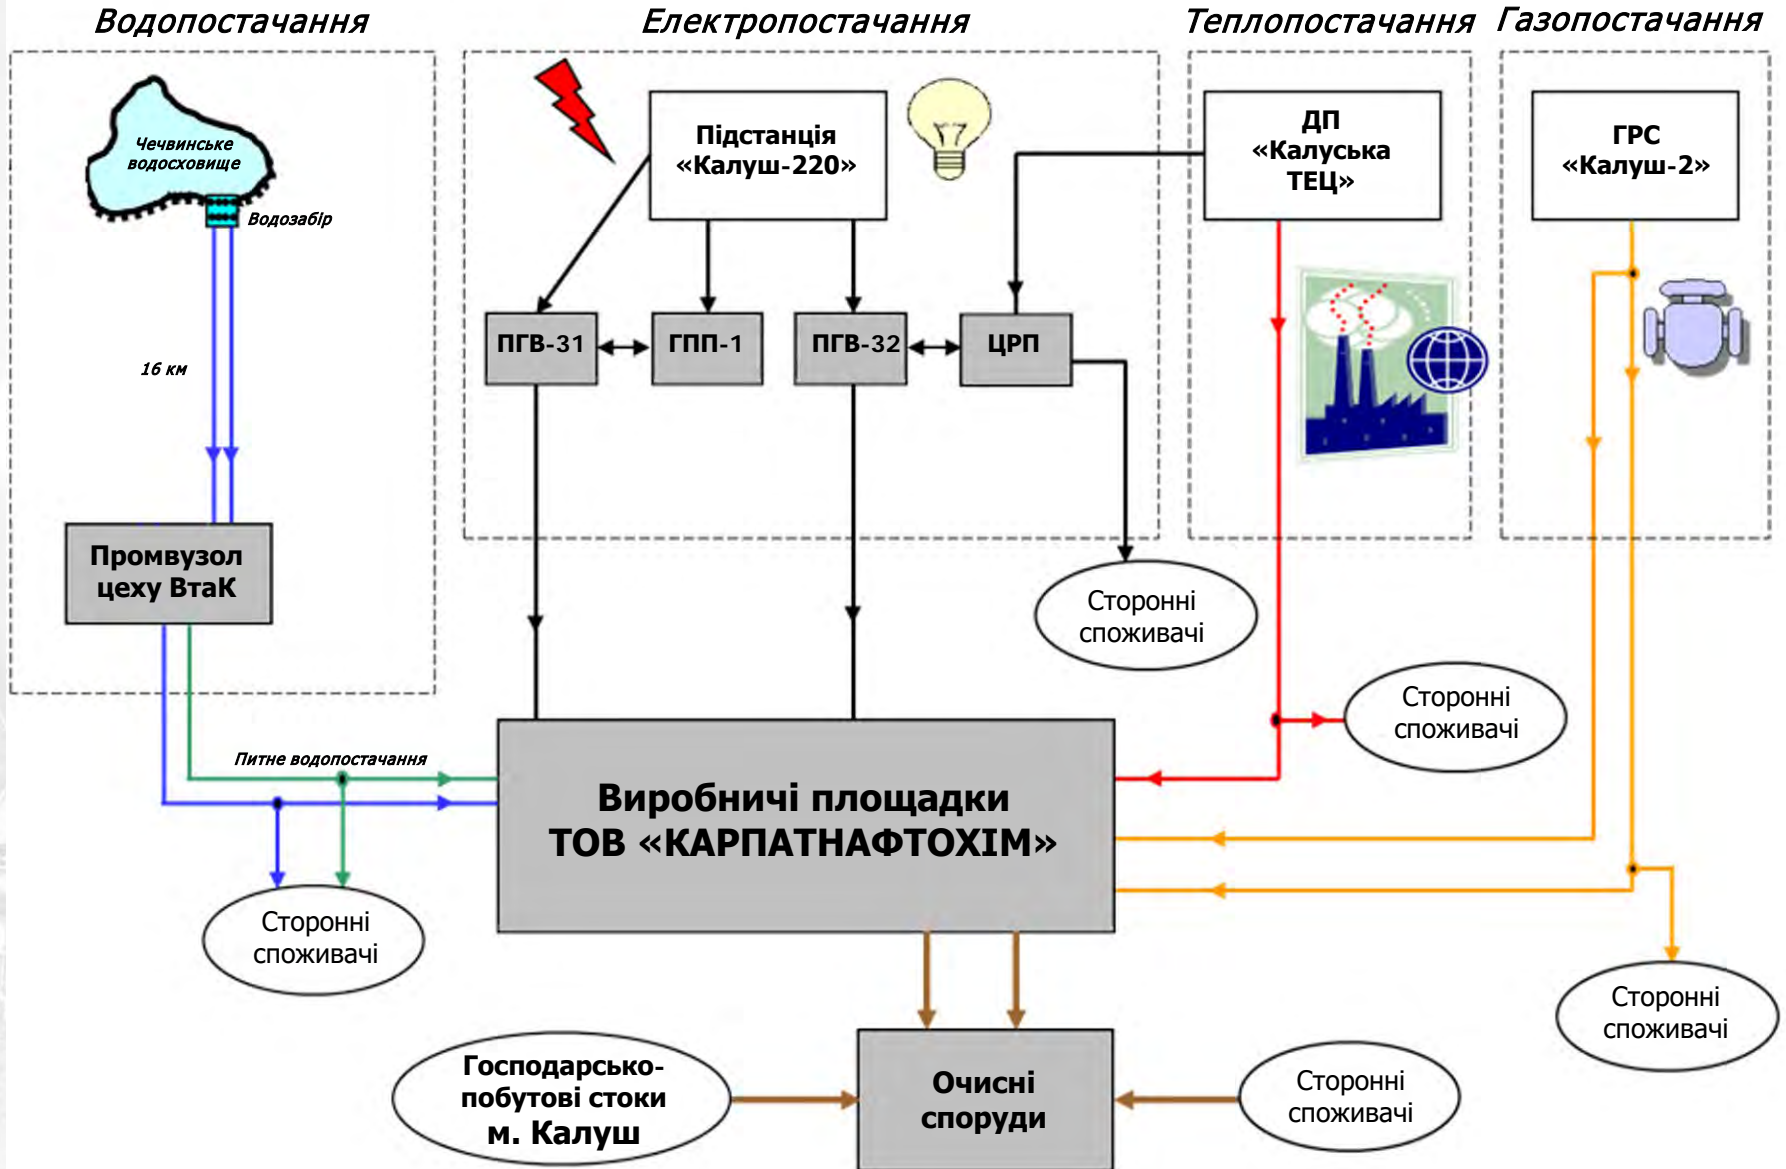 Водопостачання
Електропостачання
Теплопостачання
Газопостачання
Чечвинське
водосховище
Водозабір
16 км
Промвузол
цеху ВтаК
Підстанція
«Калуш-220»
ПГВ-31
ГПП-1
ПГВ-32
ЦРП
ДП
«Калуська
ТЕЦ»
ГРС
«Калуш-2»
Сторонні
споживачі
Сторонні
споживачі
Питне водопостачання
Виробничі площадки
ТОВ «КАРПАТНАФТОХІМ»
Сторонні
споживачі
Сторонні
споживачі
Господарсько-
побутові стоки
м. Калуш
Очисні
споруди
Сторонні
споживачі